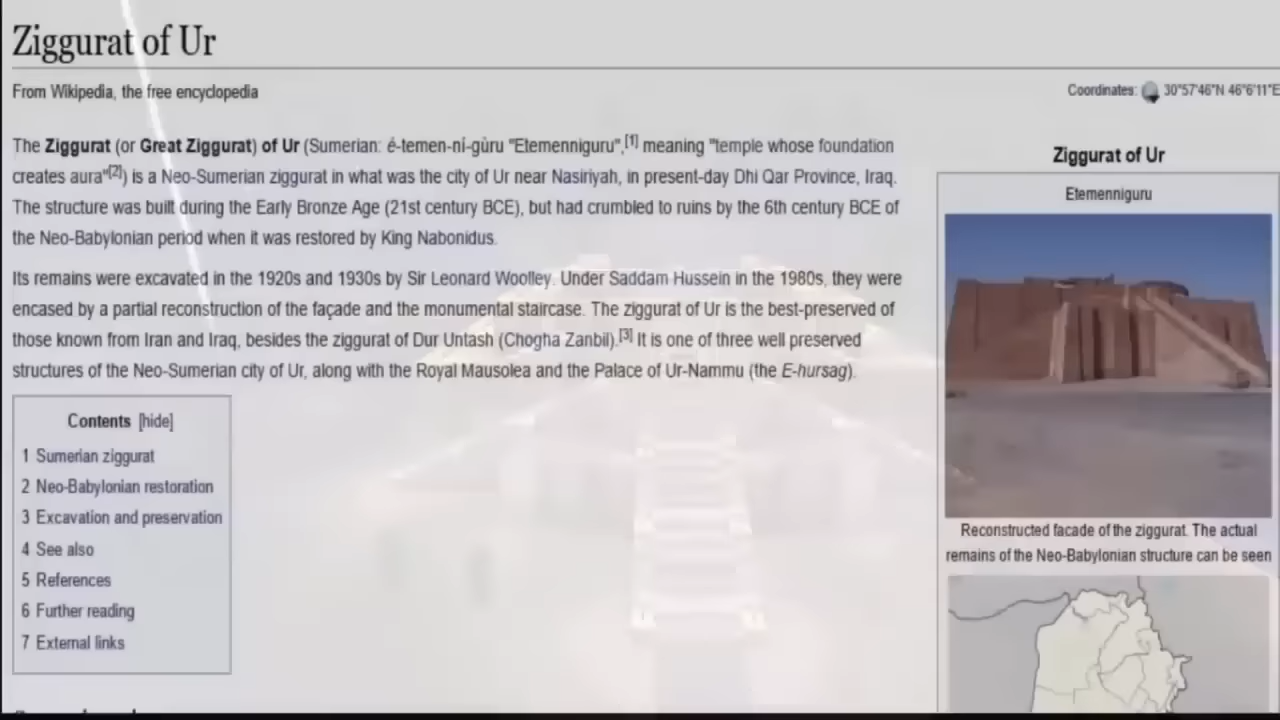 Ziggurat of Ur
From Wikipedia, the free encyclopedia
Coordinates: 30°57'46"N 46°6'11"E
The Ziggurat (or Great Ziggurat) of Ur (Sumerian: é-temen-ní-gùru "Etemenniguru",[1] meaning "temple whose foundation
creates aura"[2]) is a Neo-Sumerian ziggurat in what was the city of Ur near Nasiriyah, in present-day Dhi Qar Province, Iraq.
The structure was built during the Early Bronze Age (21st century BCE), but had crumbled to ruins by the 6th century BCE of
the Neo-Babylonian period when it was restored by King Nabonidus.
Its remains were excavated in the 1920s and 1930s by Sir Leonard Woolley. Under Saddam Hussein in the 1980s, they were
encased by a partial reconstruction of the façade and the monumental staircase. The ziggurat of Ur is the best-preserved of
those known from Iran and Iraq, besides the ziggurat of Dur Untash (Chogha Zanbil).[3] It is one of three well preserved
structures of the Neo-Sumerian city of Ur, along with the Royal Mausolea and the Palace of Ur-Nammu (the E-hursag).
Contents [hide]
1 Sumerian ziggurat
2 Neo-Babylonian restoration
3 Excavation and preservation
4 See also
5 References
6 Further reading
7 External links
Ziggurat of Ur
Etemenniguru
Reconstructed facade of the ziggurat. The actual
remains of the Neo-Babylonian structure can be seen